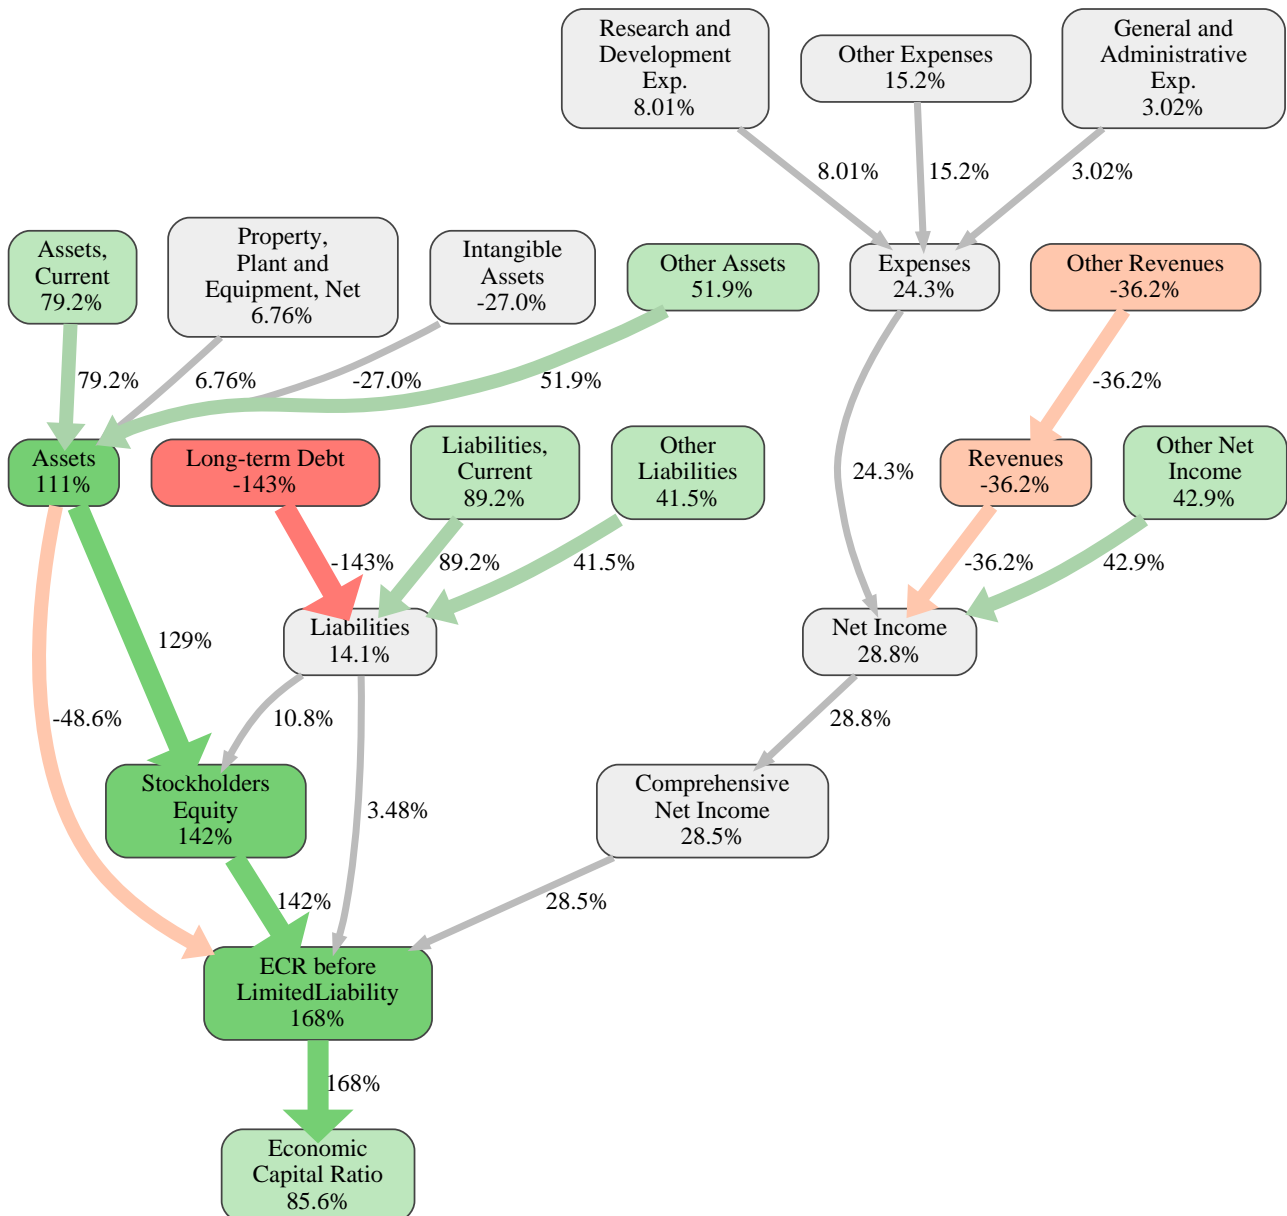 Research and
Development
Exp.
8.01%
Other Expenses
15.2%
General and
Administrative
Exp.
3.02%
8.01%
15.2%
3.02%
Assets,
Current
79.2%
Property,
Plant and
Equipment, Net
6.76%
Intangible
Assets
-27.0%
Other Assets
51.9%
Expenses
24.3%
Other Revenues
-36.2%
79.2%
6.76%
-27.0%
51.9%
-36.2%
Assets
111%
Long-term Debt
-143%
Liabilities,
Current
89.2%
Other
Liabilities
41.5%
24.3%
Revenues
-36.2%
Other Net
Income
42.9%
-143%
89.2%
41.5%
-36.2%
42.9%
129%
Liabilities
14.1%
Net Income
28.8%
-48.6%
10.8%
28.8%
Stockholders
Equity
142%
3.48%
Comprehensive
Net Income
28.5%
142%
28.5%
ECR before
LimitedLiability
168%
168%
Economic
Capital Ratio
85.6%